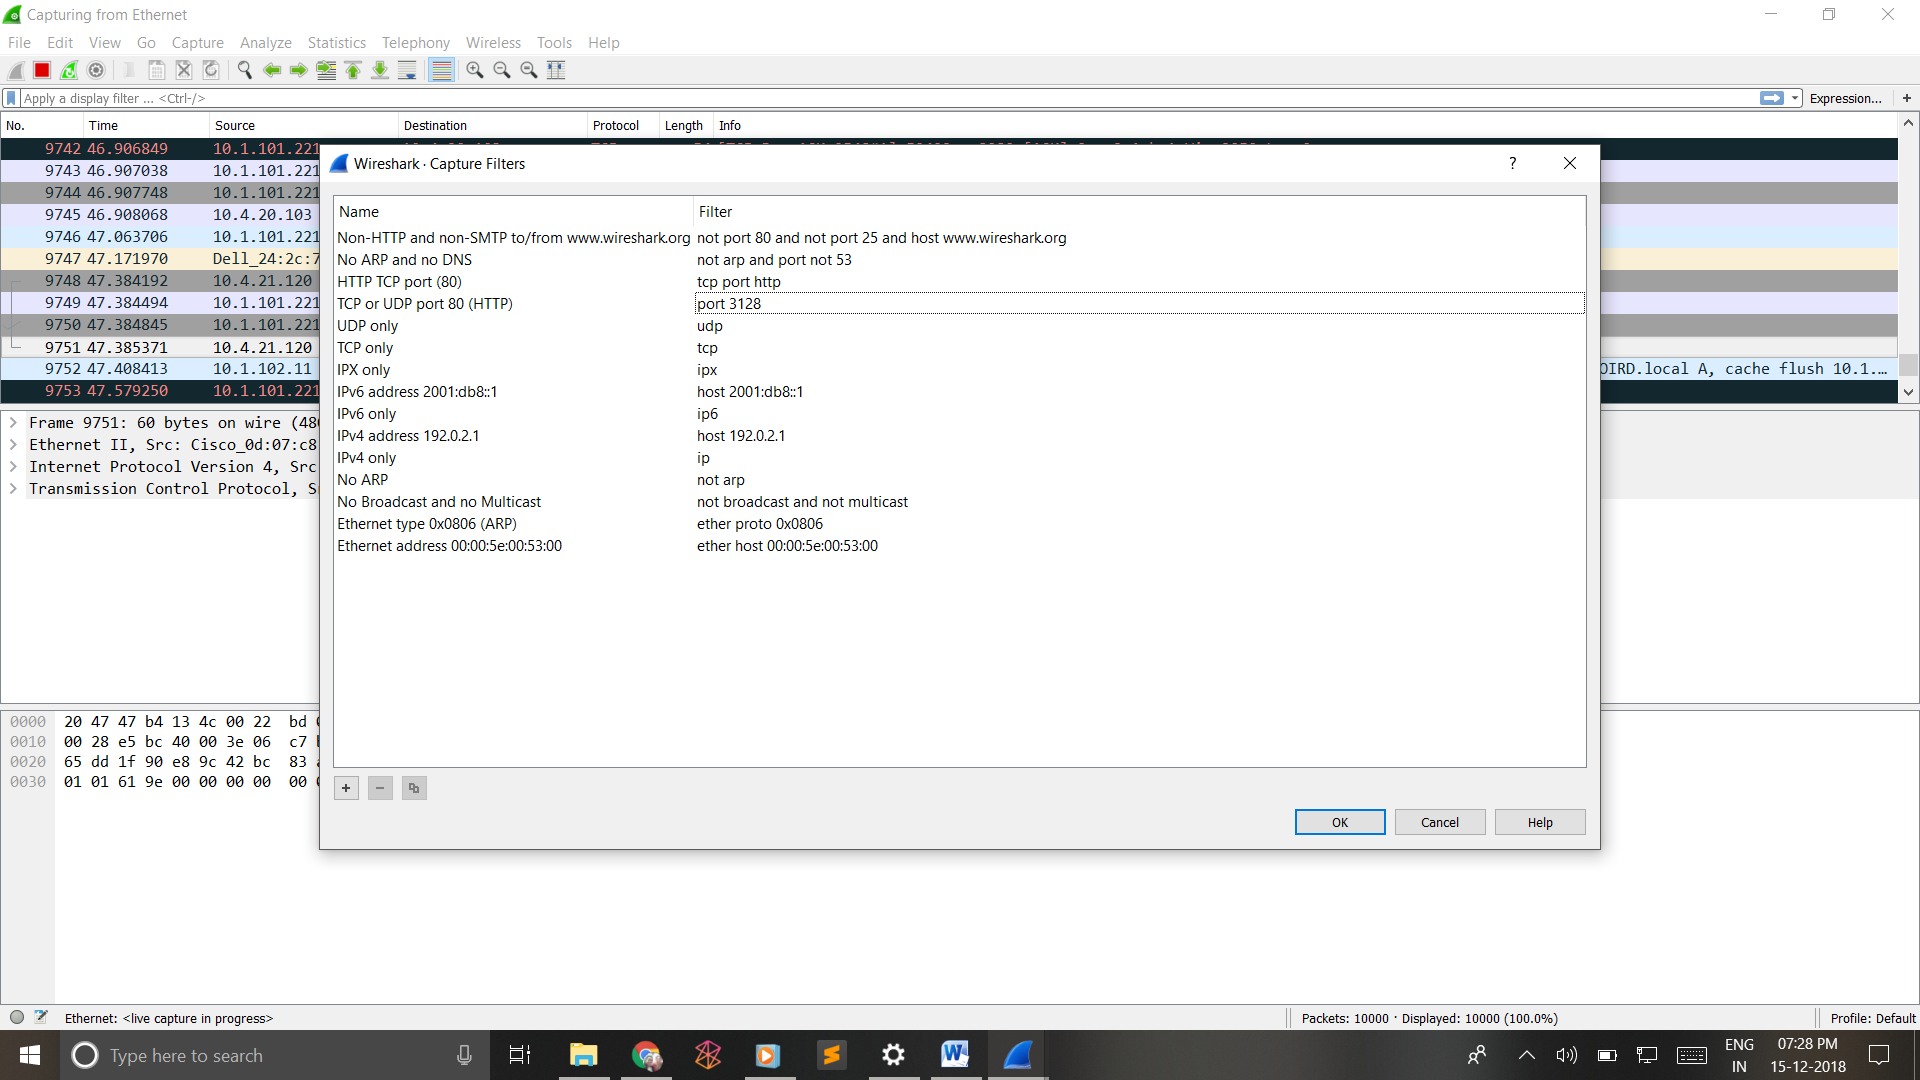 Capturing from Ethernet
File Edit View Go Capture Analyze Statistics Telephony Wireless Tools Help
Apply a display filter ... <Ctrl-/> Expression... +
No. Time Source Destination Protocol Length Info
9742 46.906849 10.1.101.221
9743 46.907038 10.1.101.221
9744 46.907748 10.1.101.221
9745 46.908068 10.4.20.103
9746 47.063706 10.1.101.221
9747 47.171970 Dell_24:2c:7
9748 47.384192 10.4.21.120
9749 47.384494 10.1.101.221
9750 47.384845 10.1.101.221
9751 47.385371 10.4.21.120
9752 47.408413 10.1.102.11 OIRD.local A, cache flush 10.1....
9753 47.579250 10.1.101.221
Wireshark · Capture Filters ?
Name Filter
Non-HTTP and non-SMTP to/from www.wireshark.org not port 80 and not port 25 and host www.wireshark.org
No ARP and no DNS not arp and port not 53
HTTP TCP port (80) tcp port http
TCP or UDP port 80 (HTTP) port 3128
UDP only udp
TCP only tcp
IPX only ipx
IPv6 address 2001:db8::1 host 2001:db8::1
IPv6 only ip6
IPv4 address 192.0.2.1 host 192.0.2.1
IPv4 only ip
No ARP not arp
No Broadcast and no Multicast not broadcast and not multicast
Ethernet type 0x0806 (ARP) ether proto 0x0806
Ethernet address 00:00:5e:00:53:00 ether host 00:00:5e:00:53:00
OK Cancel Help
Frame 9751: 60 bytes on wire (48
Ethernet II, Src: Cisco_0d:07:c8
Internet Protocol Version 4, Src
Transmission Control Protocol, S
0000 20 47 47 b4 13 4c 00 22 bd
0010 00 28 e5 bc 40 00 3e 06 c7
0020 65 dd 1f 90 e8 9c 42 bc 83
0030 01 01 61 9e 00 00 00 00 00
Ethernet: <live capture in progress> Packets: 10000 · Displayed: 10000 (100.0%) Profile: Default
Type here to search
ENG 07:28 PM
IN 15-12-2018